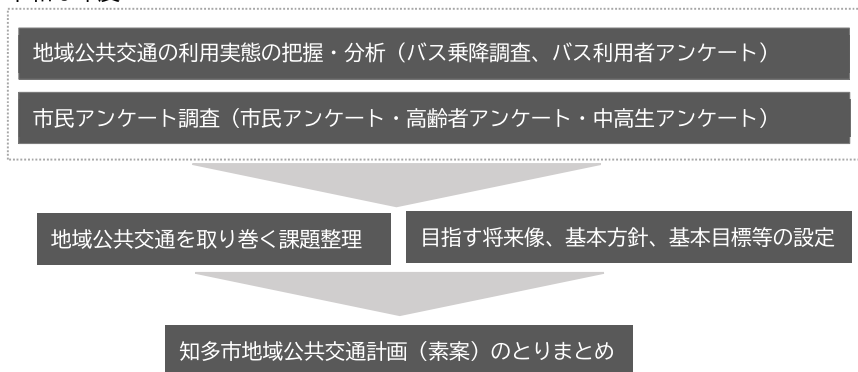 地域公共交通の利用実態の把握・分析（バス乗降調査、バス利用者アンケート）
市民アンケート調査（市民アンケート・高齢者アンケート・中高生アンケート）
地域公共交通を取り巻く課題整理
目指す将来像、基本方針、基本目標等の設定
知多市地域公共交通計画（素案）のとりまとめ